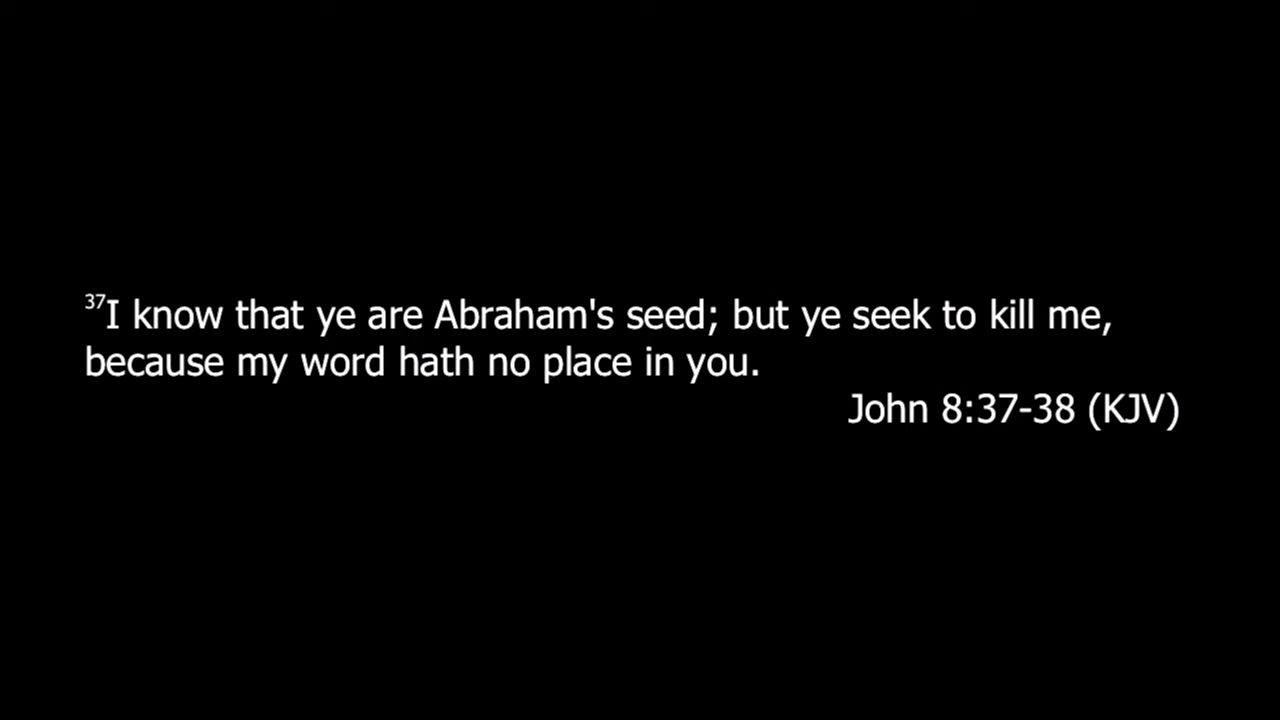 37I know that ye are Abraham's seed; but ye seek to kill me,
because my word hath no place in you.
John 8:37-38 (KJV)